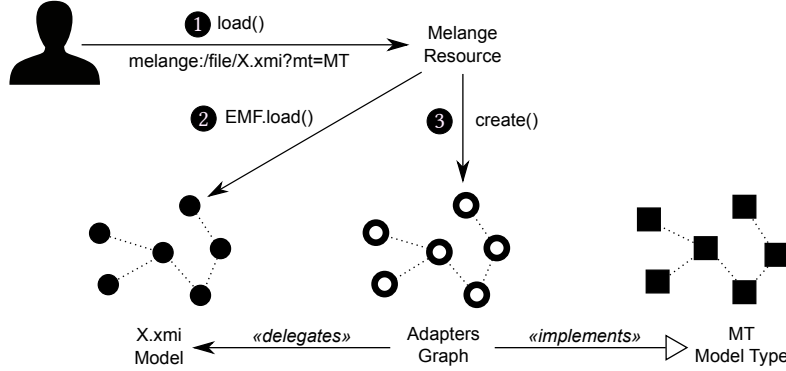 1 load()
melange:/file/X.xmi?mt=MT
Melange
Resource
2 EMF.load()
3 create()
X.xmi
Model
«delegates»
Adapters
Graph
«implements»
MT
Model Type